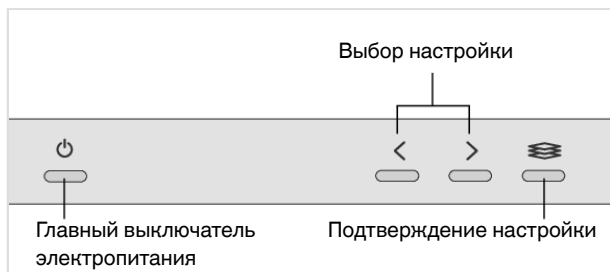 Выбор настройки
Главный выключатель
электропитания
Подтверждение настройки